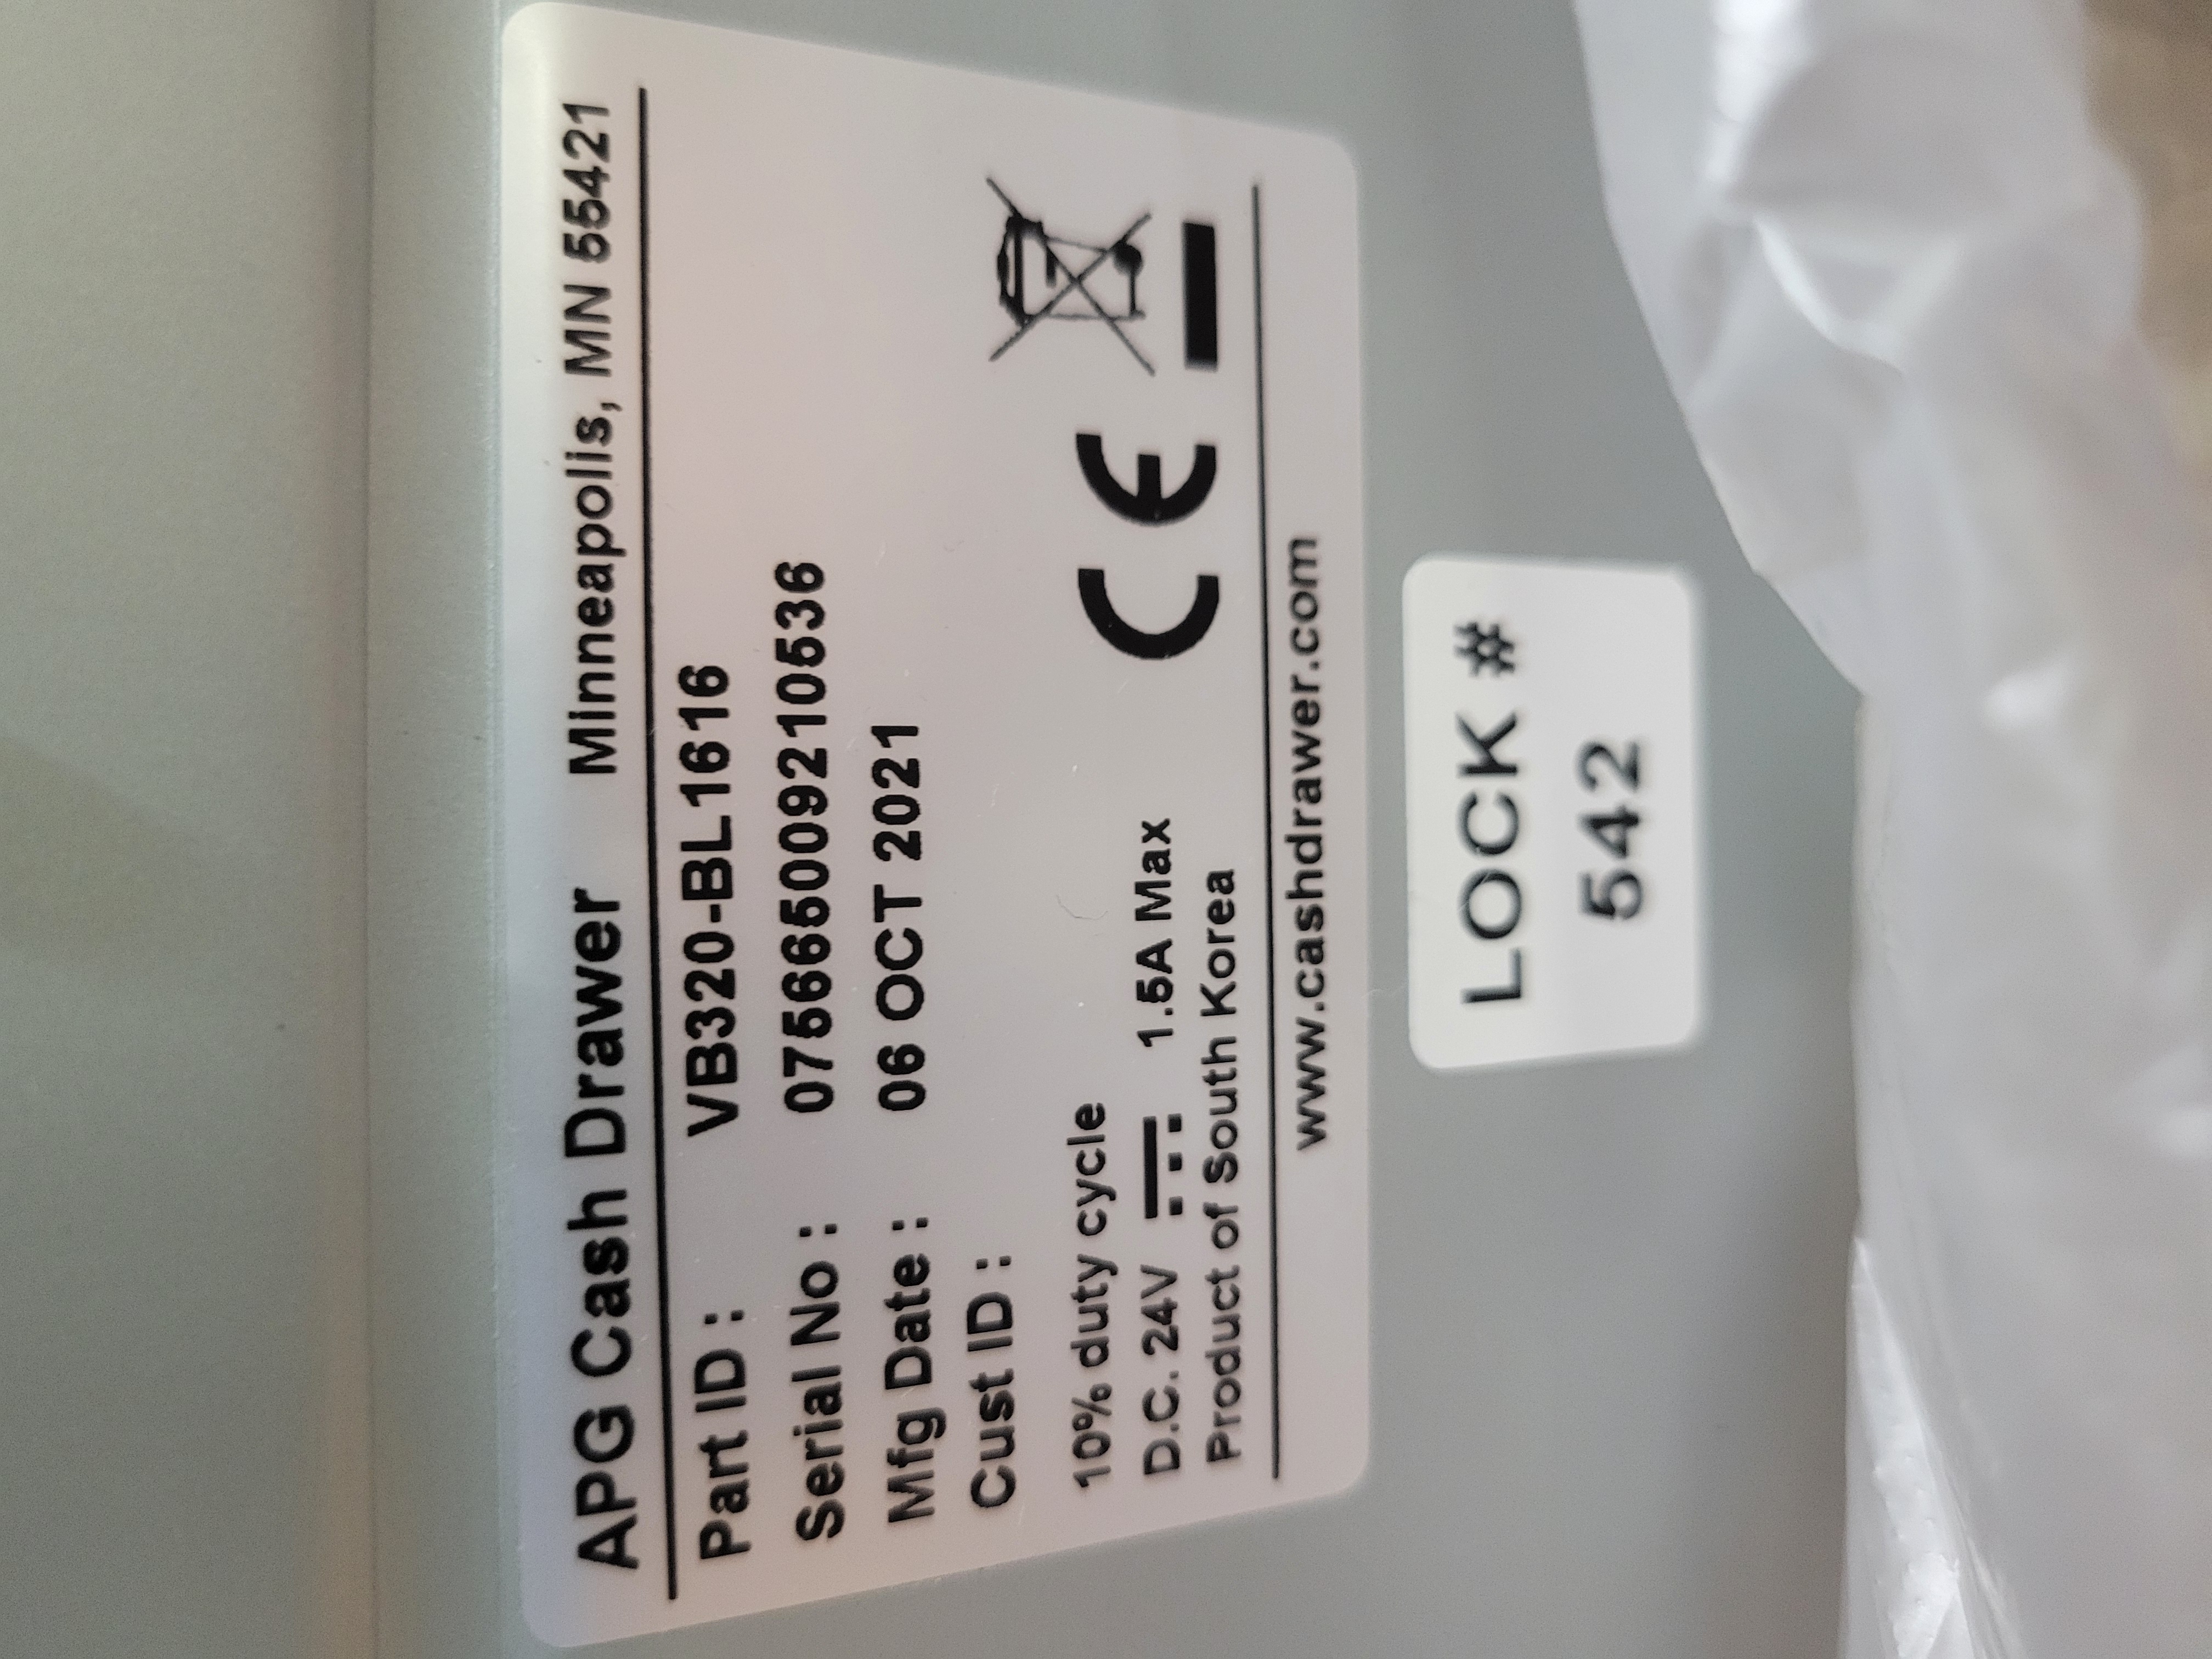 APG Cash Drawer Minneapolis, MN 55421
Part ID : VB320-BL1616
Serial No : 075665009210536
Mfg Date : 06 OCT 2021
Cust ID :
10% duty cycle
D.C. 24V 1.5A Max
Product of South Korea
CE
www.cashdrawer.com
LOCK #
542